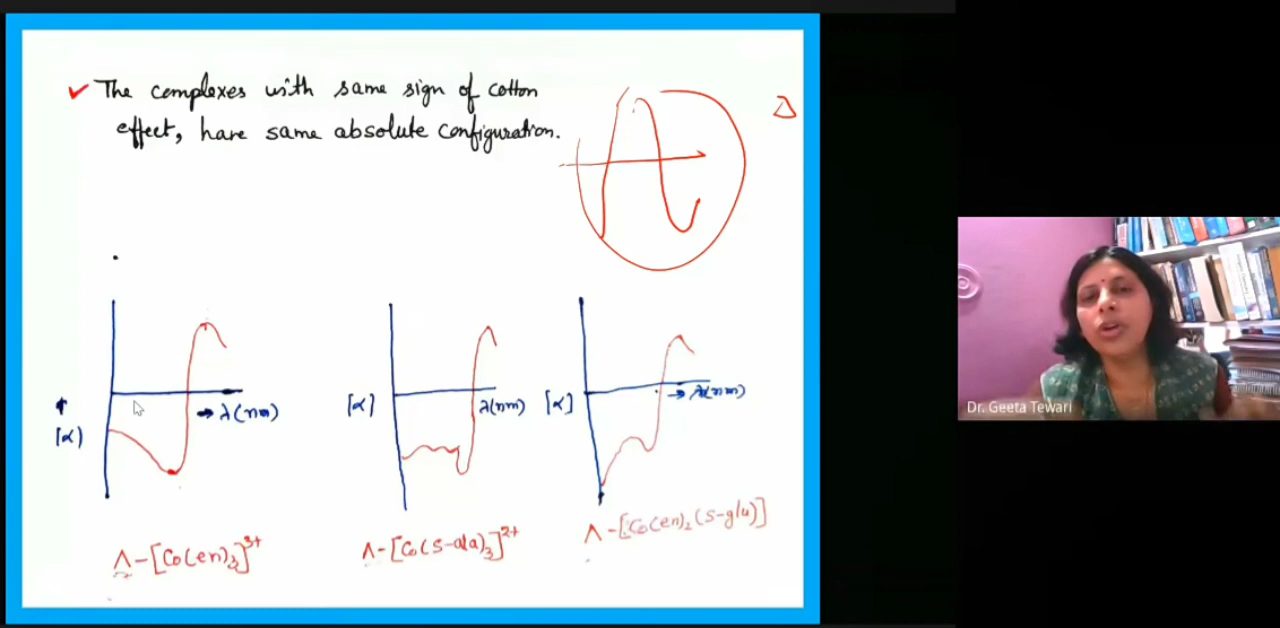 ✓ The complexes with same sign of cotton
effect, have same absolute configuration.
Δ
[α]
→ λ(nm)
[α]
λ(nm)
[α]
→ λ(nm)
Λ-[Co(en)₃]³⁺
Λ-[Co(S-ala)₃]²⁺
Λ-[Co(en)₂(S-glu)]
Dr. Geeta Tewari